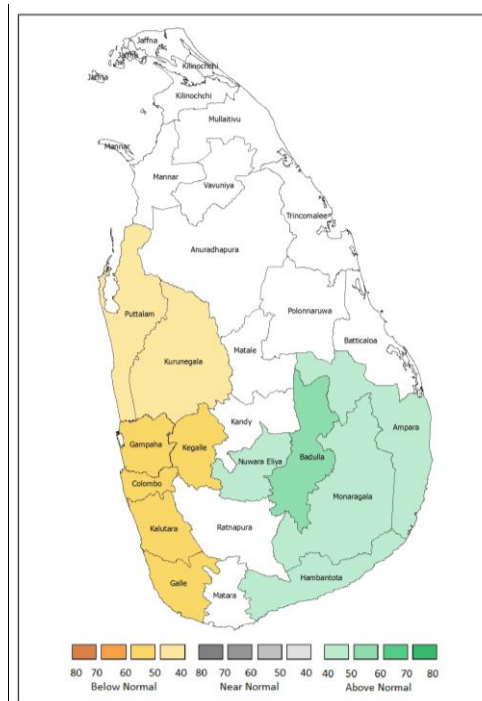 Jaffna
Jaffna
Kilinochchi
Jaffna
Kilinochchi
Mullaitivu
Mannar
Mannar
Vavuniya
Trincomalee
Anuradhapura
Puttalam
Polonnaruwa
Batticaloa
Kurunegala
Matale
Kandy
Ampara
Gampaha
Kegalle
Nuwara Eliya
Badulla
Colombo
Monaragala
Kalutara
Ratnapura
Hambantota
Galle
Matara
80 70 60 50 40 80 70 60 50 40 40 50 60 70 80
Below Normal Near Normal Above Normal